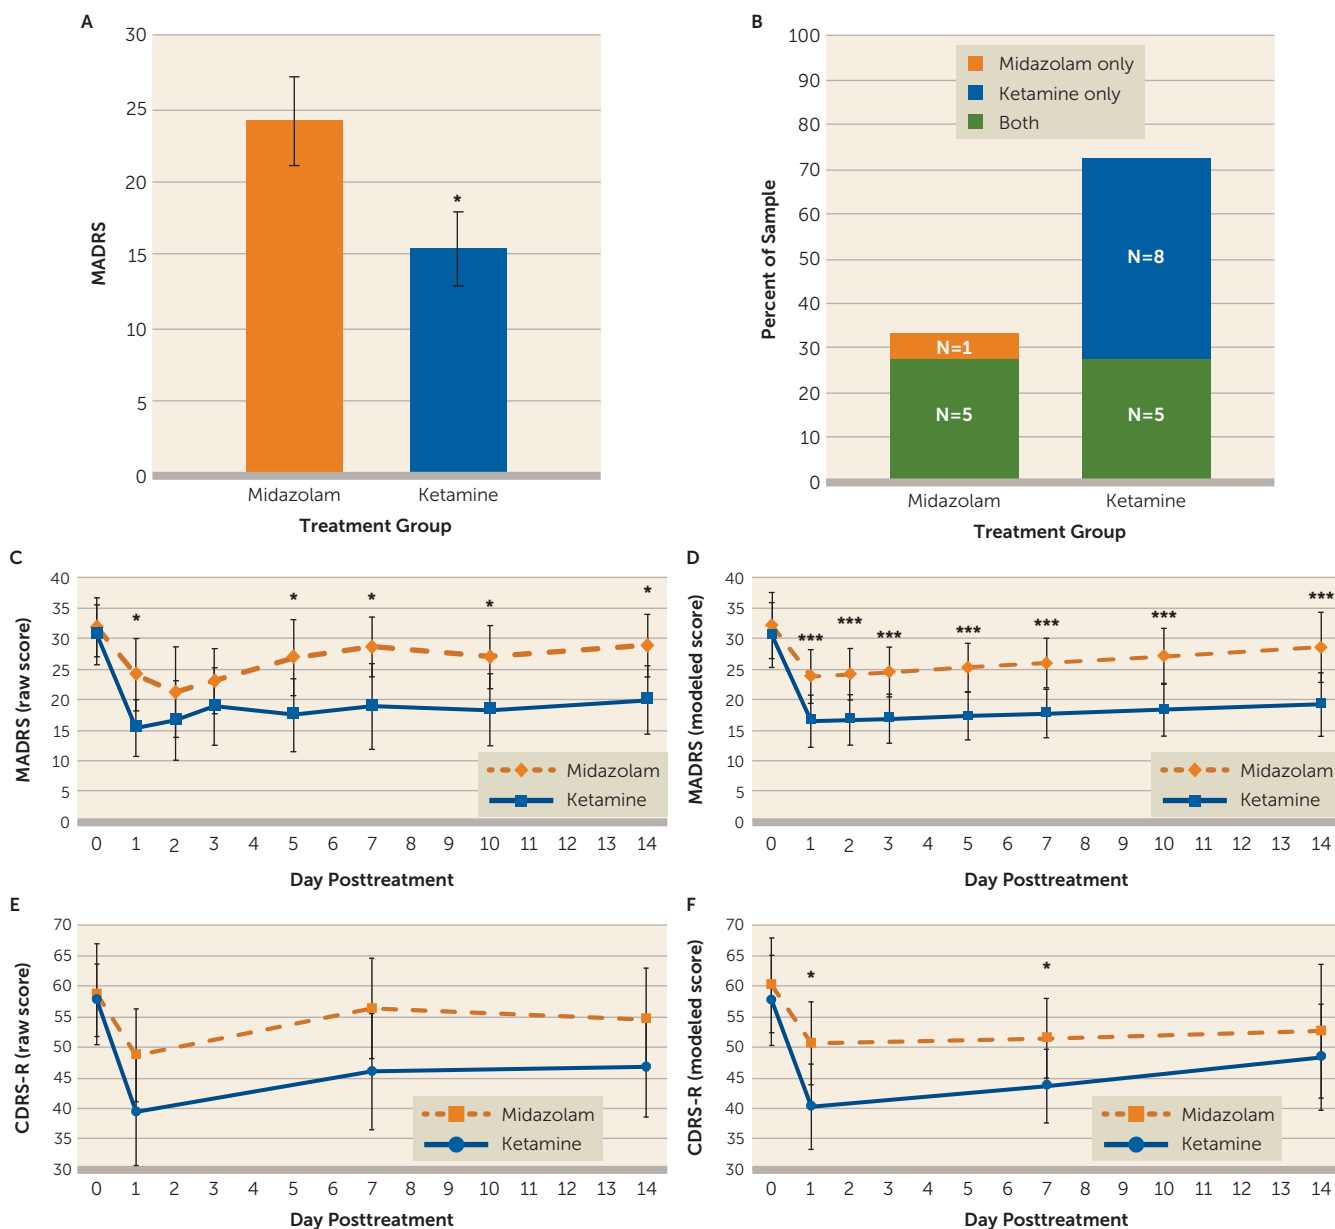 A
MADRS
30
25
20
15
10
5
0
*
Midazolam
Ketamine
Treatment Group
B
Percent of Sample
100
90
80
70
60
50
40
30
20
10
0
Midazolam only
Ketamine only
Both
N=1
N=5
N=8
N=5
Midazolam
Ketamine
Treatment Group
C
MADRS (raw score)
40
35
30
25
20
15
10
5
0
* * * * *
Midazolam
Ketamine
0 1 2 3 4 5 6 7 8 9 10 11 12 13 14
Day Posttreatment
D
MADRS (modeled score)
40
35
30
25
20
15
10
5
0
*** *** *** *** *** *** ***
Midazolam
Ketamine
0 1 2 3 4 5 6 7 8 9 10 11 12 13 14
Day Posttreatment
E
CDRS-R (raw score)
70
65
60
55
50
45
40
35
30
Midazolam
Ketamine
0 1 2 3 4 5 6 7 8 9 10 11 12 13 14
Day Posttreatment
F
CDRS-R (modeled score)
70
65
60
55
50
45
40
35
30
* *
Midazolam
Ketamine
0 1 2 3 4 5 6 7 8 9 10 11 12 13 14
Day Posttreatment